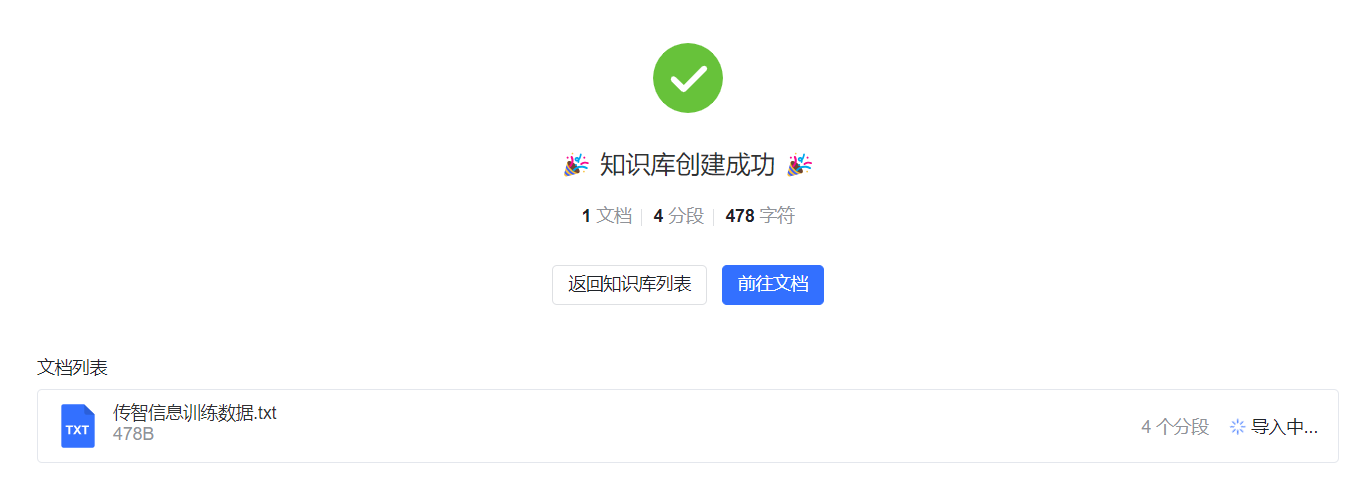 知识库创建成功
1 文档 4 分段 478 字符
返回知识库列表 前往文档
文档列表
TXT 传智信息训练数据.txt
478B
4 个分段 导入中...